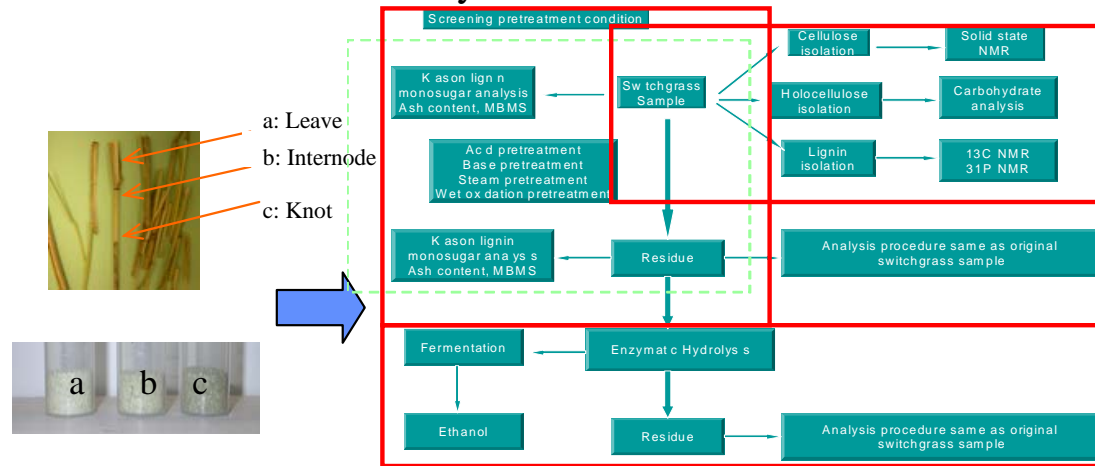 Screening pretreatment condition
Cellulose
isolation
Solid state
NMR
K ason lign n
monosugar analysis
Ash content, MBMS
Sw tchgrass
Sample
Holocellulose
isolation
Carbohydrate
analysis
a: Leave
b: Internode
c: Knot
Ac d pretreatment
Base pretreatment
Steam pretreatment
Wet ox dation pretreatment
Lignin
isolation
13C NMR
31P NMR
K ason lignin
monosugar ana ys s
Ash content, MBMS
Residue
Analysis procedure same as original
switchgrass sample
Fermentation
Enzymat c Hydrolys s
a b c
Ethanol
Residue
Analysis procedure same as original
switchgrass sample